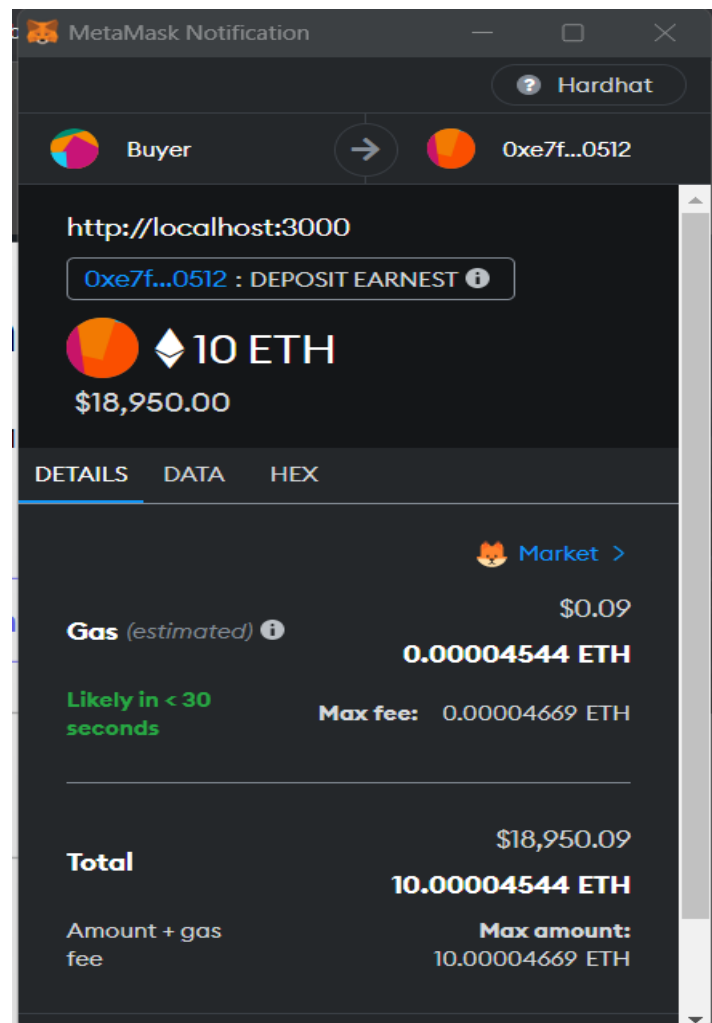 MetaMask Notification
Hardhat
Buyer
0xe7f...0512
http://localhost:3000
0xe7f...0512 : DEPOSIT EARNEST
10 ETH
$18,950.00
DETAILS DATA HEX
Market >
$0.09
Gas (estimated)
0.00004544 ETH
Likely in < 30
seconds
Max fee: 0.00004669 ETH
$18,950.09
Total
10.00004544 ETH
Amount + gas
fee
Max amount:
10.00004669 ETH